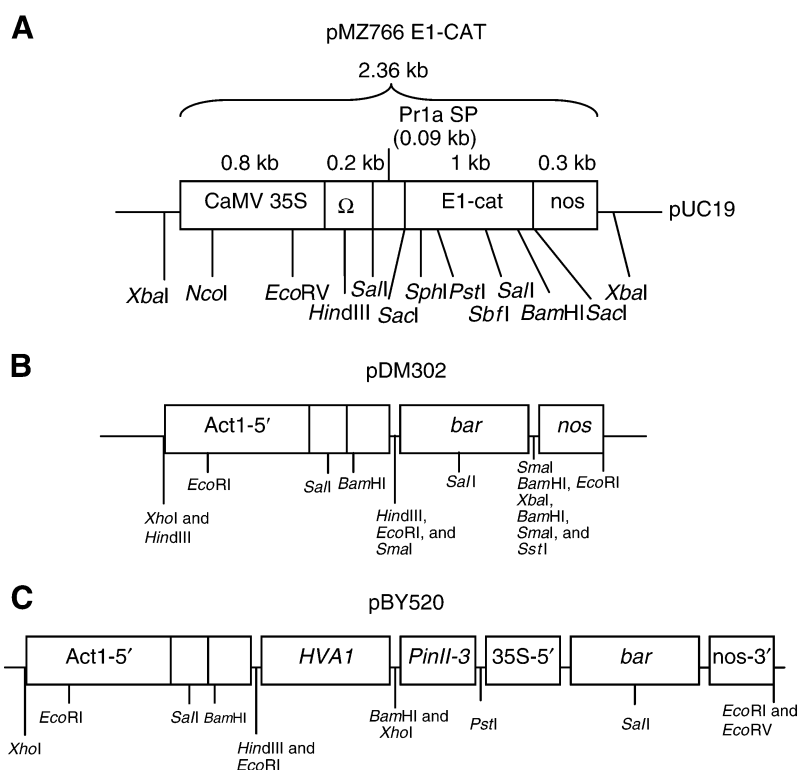 A
pMZ766 E1-CAT
2.36 kb
Pr1a SP
(0.09 kb)
0.8 kb 0.2 kb 1 kb 0.3 kb
CaMV 35S Ω E1-cat nos pUC19
XbaI NcoI EcoRV SalI SphI PstI SalI XbaI
HindIII SacI SbfI BamHI SacI
B
pDM302
Act1-5′ bar nos
EcoRI SalI BamHI SalI EcoRI
XhoI and
HindIII
HindIII,
EcoRI, and
SmaI
SmaI
BamHI,
XbaI,
BamHI,
SmaI, and
SstI
C
pBY520
Act1-5′ HVA1 PinII-3 35S-5′ bar nos-3′
EcoRI SalI BamHI
XhoI
HindIII and
EcoRI
BamHI and
XhoI
PstI
SalI
EcoRI and
EcoRV